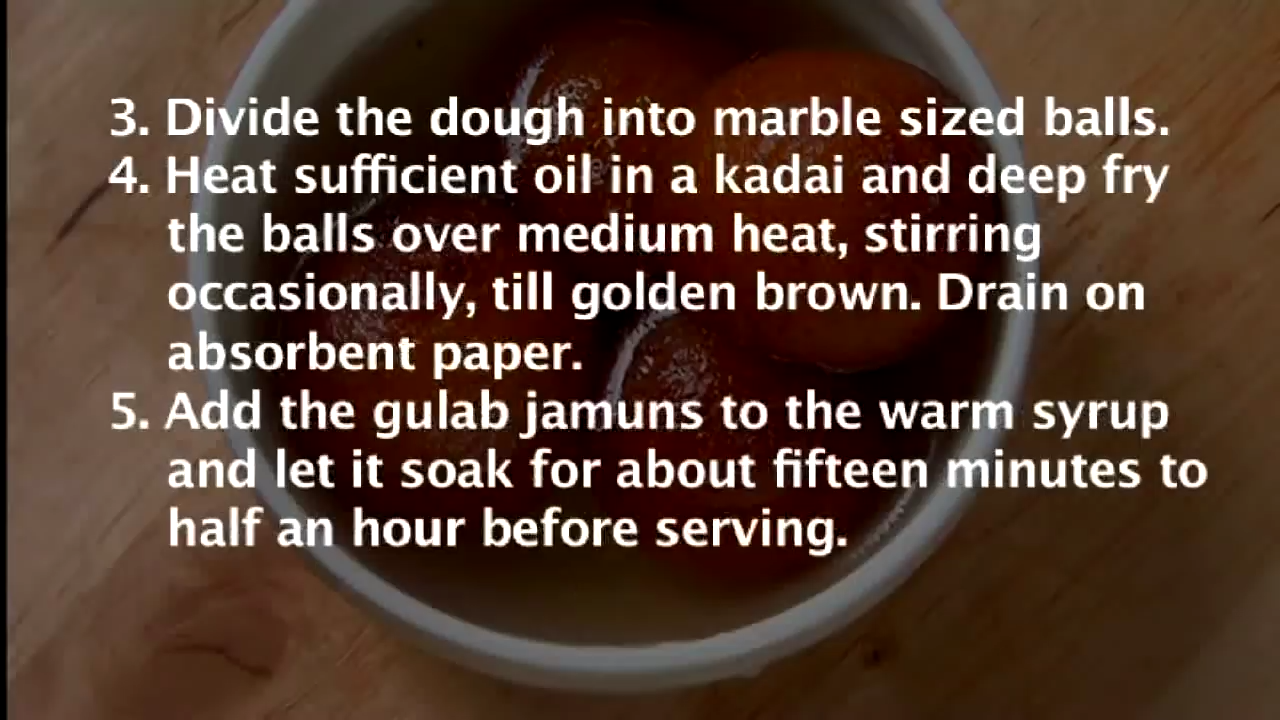 3. Divide the dough into marble sized balls.
4. Heat sufficient oil in a kadai and deep fry
the balls over medium heat, stirring
occasionally, till golden brown. Drain on
absorbent paper.
5. Add the gulab jamuns to the warm syrup
and let it soak for about fifteen minutes to
half an hour before serving.